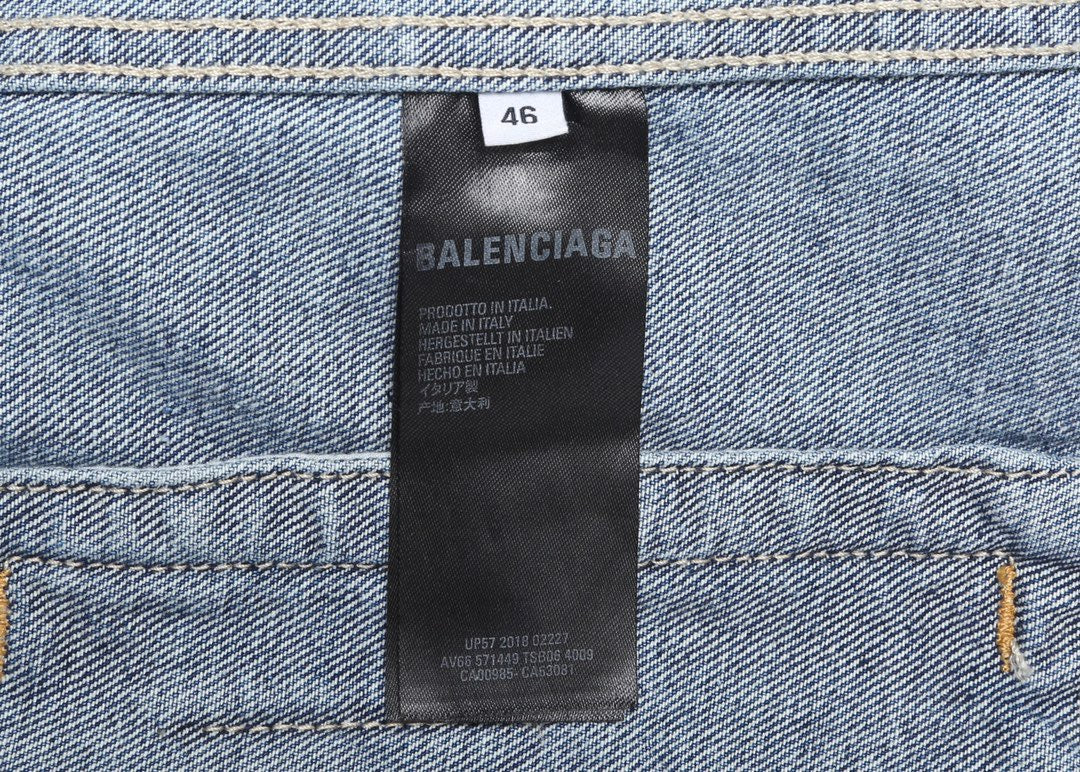 46
BALENCIAGA
PRODOTTO IN ITALIA.
MADE IN ITALY
HERGESTELLT IN ITALIEN
FABRIQUE EN ITALIE
HECHO EN ITALIA
イタリア製
产地:意大利
UP57 2018 02227
AV66 571449 TSB06 4009
CA00985- CA53081